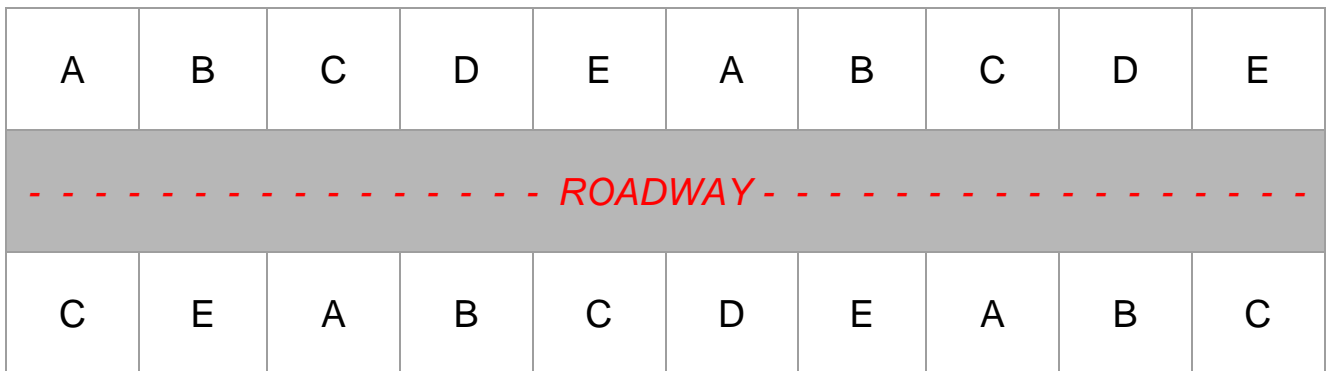 A B C D E A B C D E
- - - - - - - - - - - - - - - - ROADWAY - - - - - - - - - - - - - - - - -
C E A B C D E A B C